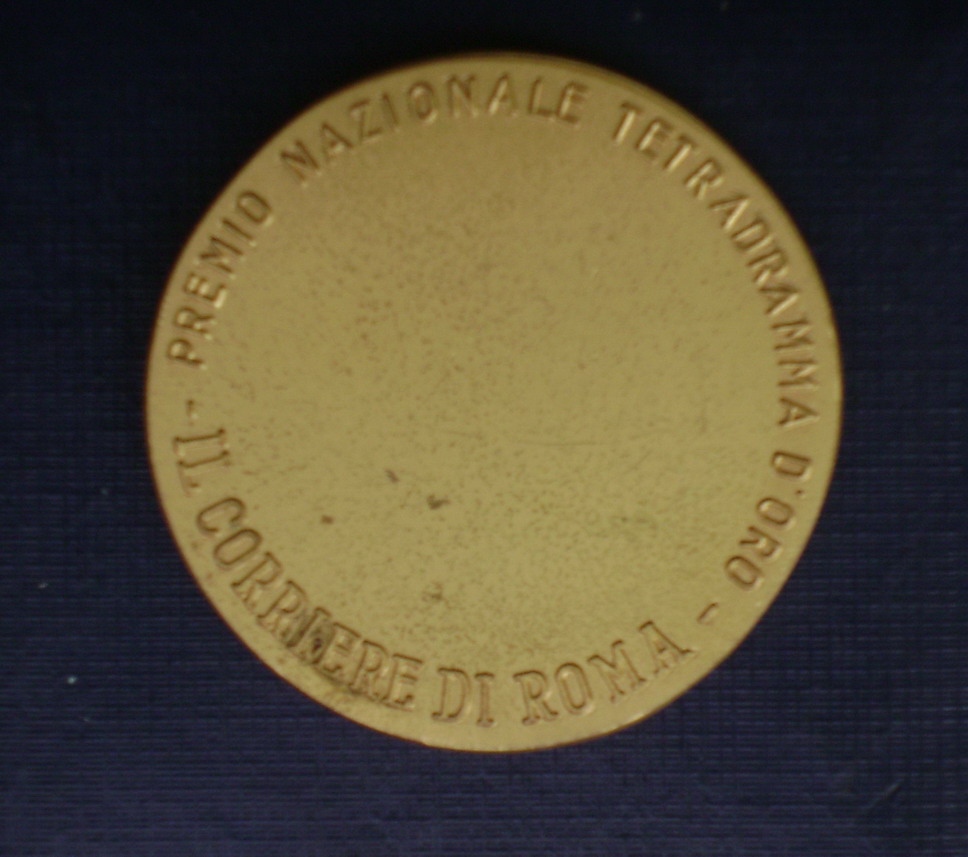 PREMIO NAZIONALE TETRADRAMMA D'ORO -
IL CORRIERE DI ROMA -